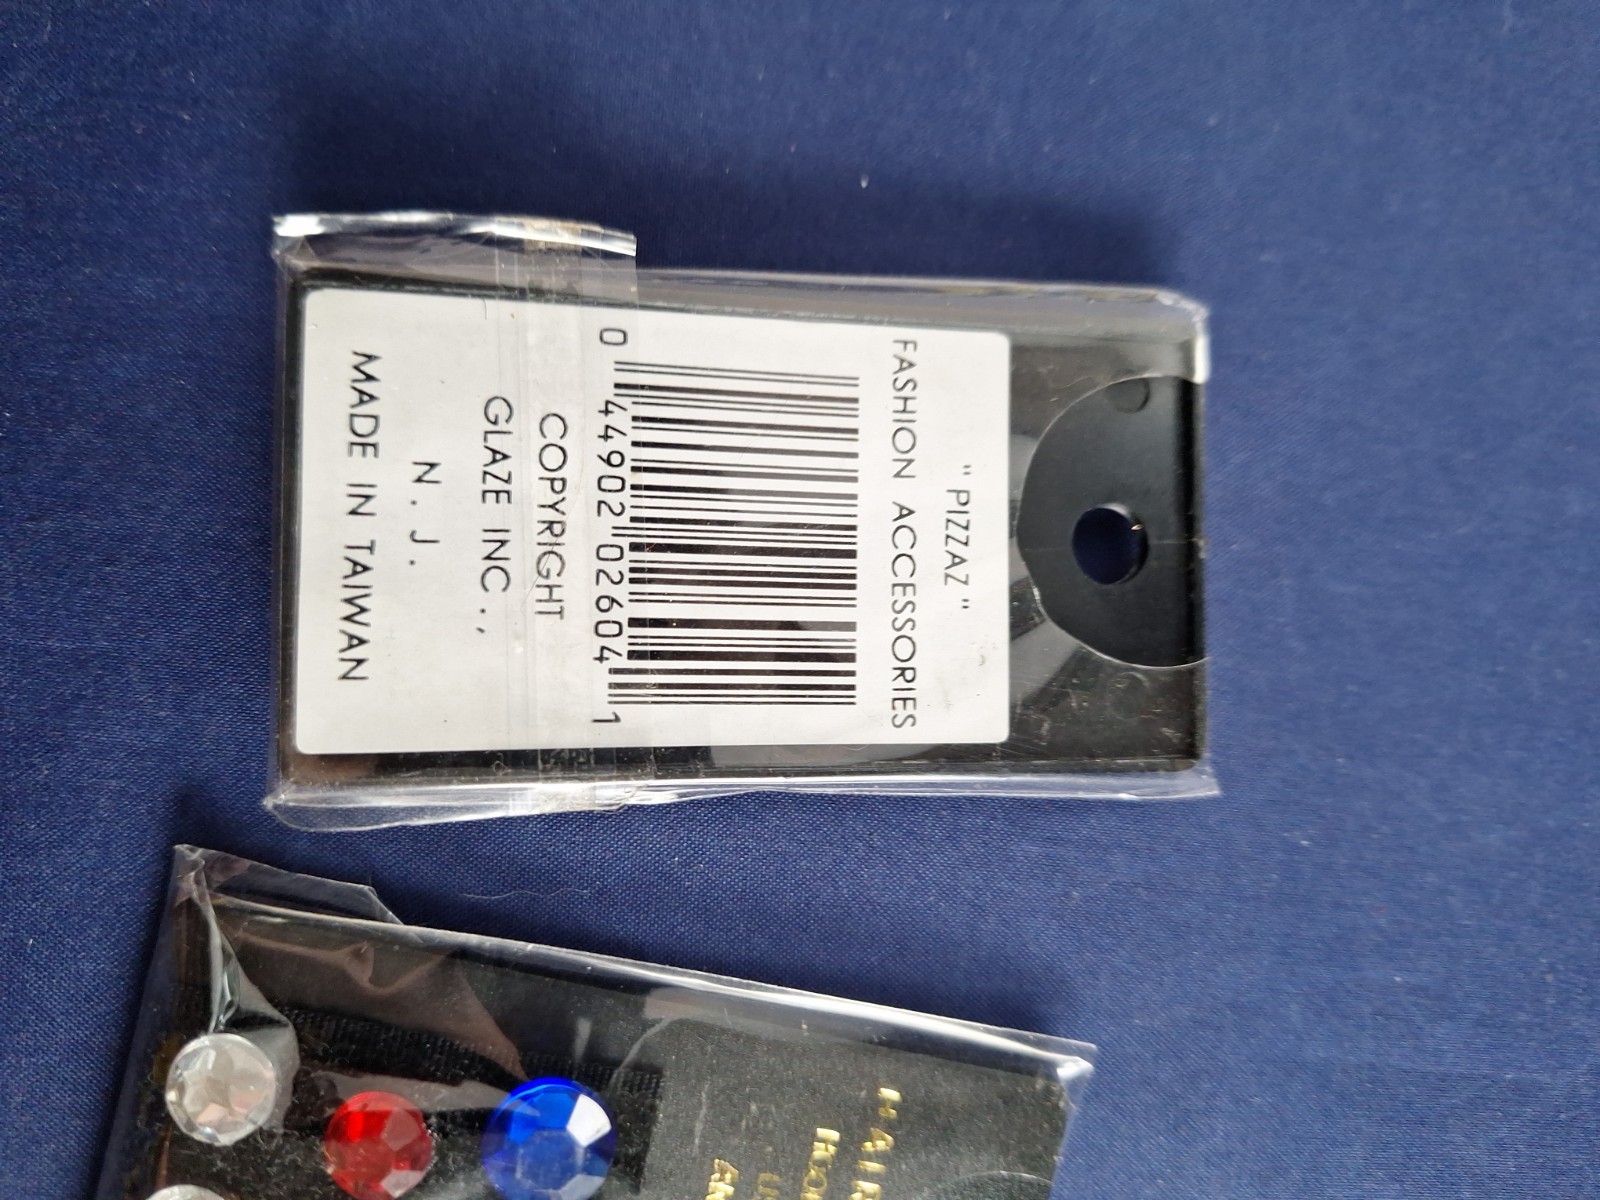 " PIZZAZ "
FASHION ACCESSORIES
0 44902 02604 1
COPYRIGHT
GLAZE INC.,
N.J.
MADE IN TAIWAN